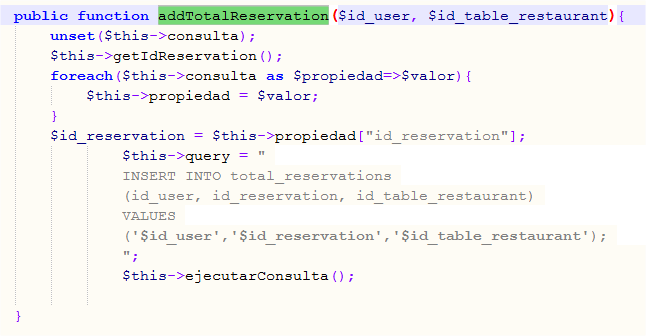 public function addTotalReservation($id_user, $id_table_restaurant){
unset($this->consulta);
$this->getIdReservation();
foreach($this->consulta as $propiedad=>$valor){
$this->propiedad = $valor;
}
$id_reservation = $this->propiedad["id_reservation"];
$this->query = "
INSERT INTO total_reservations
(id_user, id_reservation, id_table_restaurant)
VALUES
('$id_user','$id_reservation','$id_table_restaurant');
";
$this->ejecutarConsulta();
}